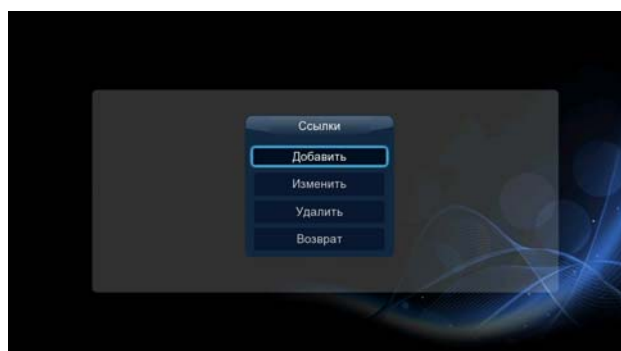 Ссылки
Добавить
Изменить
Удалить
Возврат